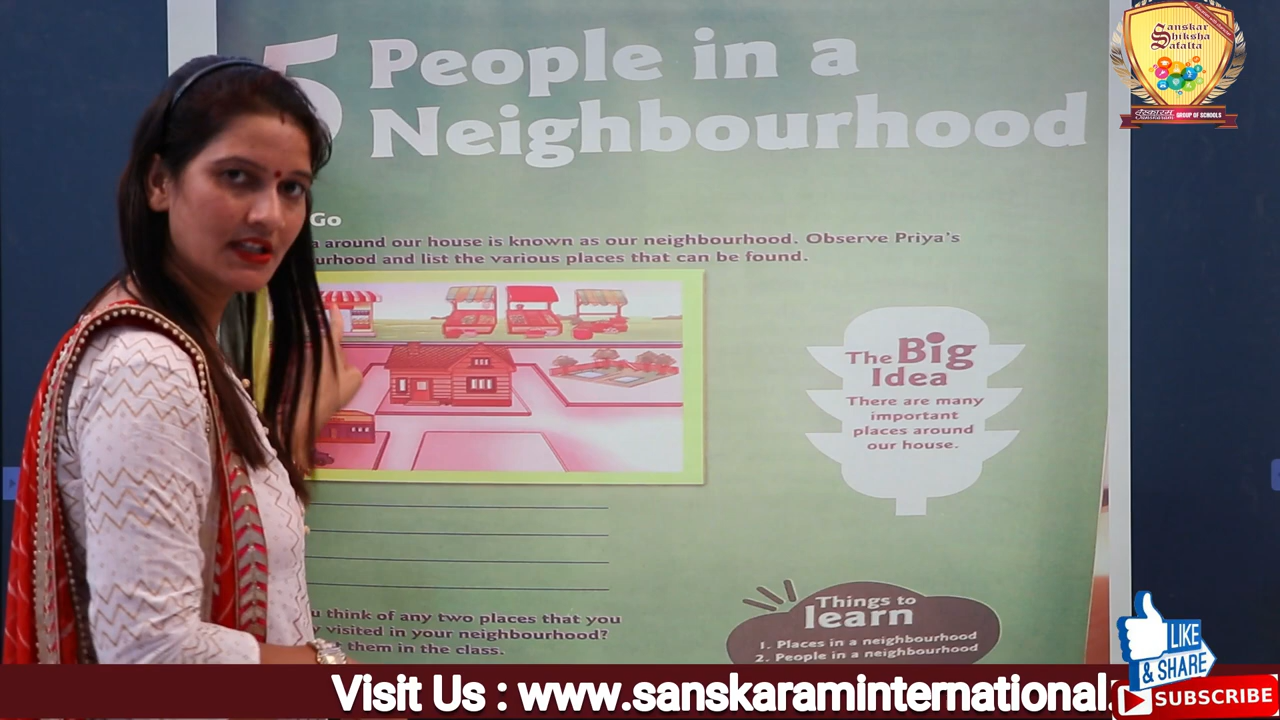 5 People in a
Neighbourhood
Go
around our house is known as our neighbourhood. Observe Priya's
and list the various places that can be found.
The Big
Idea
There are many
important
places around
our house.
think of any two places that you
visited in your neighbourhood?
them in the class.
Things to
learn
1. Places in a neighbourhood
2. People in a neighbourhood
Sanskar
Shiksha
Safalta
GROUP OF SCHOOLS
LIKE
& SHARE
Visit Us : www.sanskaraminternational.
SUBSCRIBE